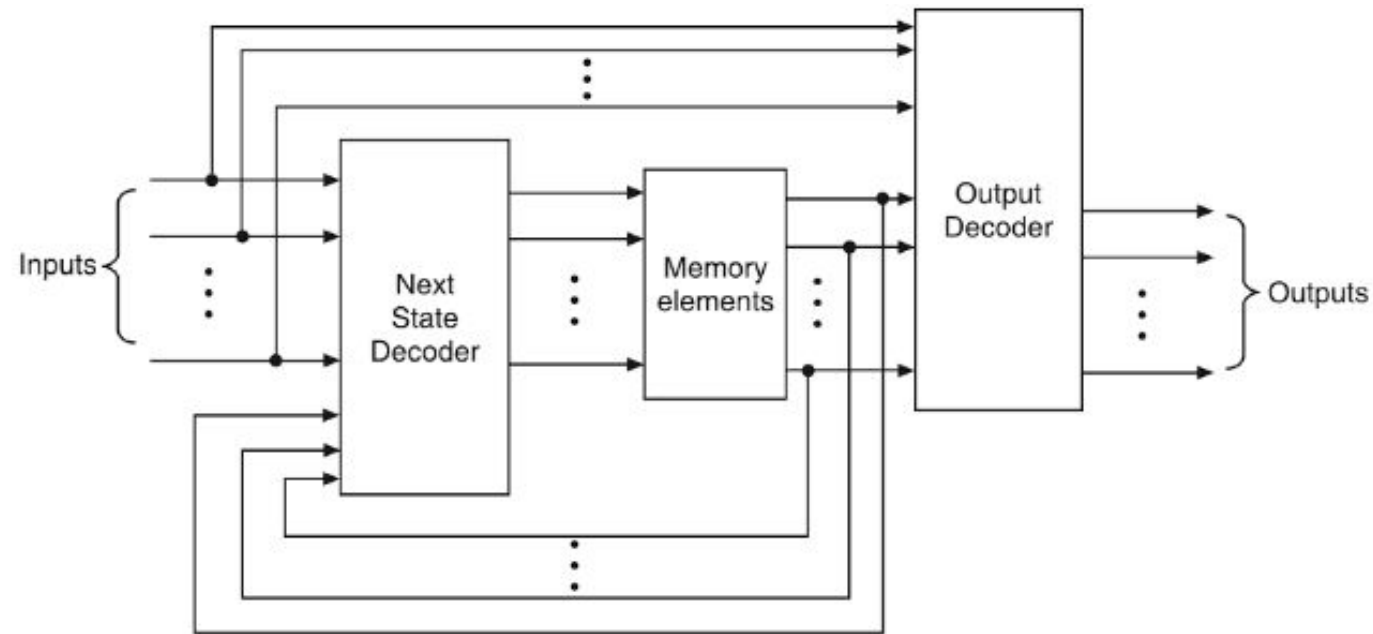 Inputs
Next
State
Decoder
Memory
elements
Output
Decoder
Outputs